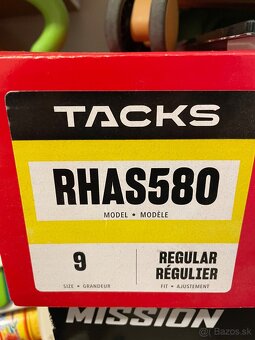 TACKS
RHAS580
MODEL • MODÈLE
9
SIZE • GRANDEUR
REGULAR
RÉGULIER
FIT • AJUSTEMENT
MISSION
Bazos.sk